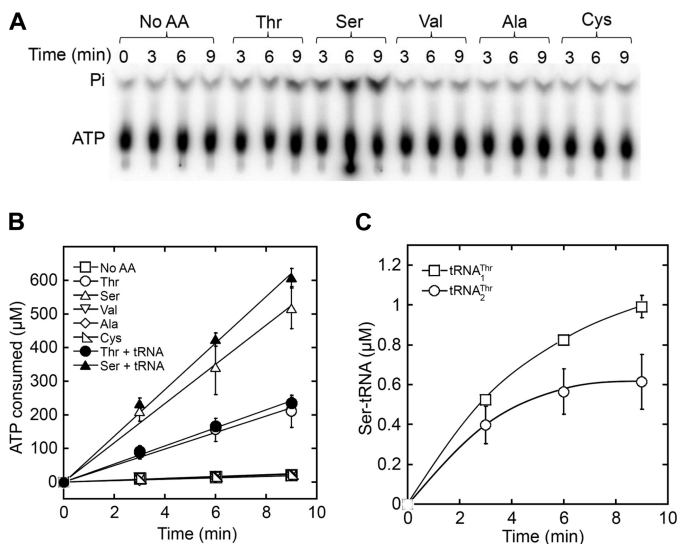 A
No AA Thr Ser Val Ala Cys
Time (min) 0 3 6 9 3 6 9 3 6 9 3 6 9 3 6 9 3 6 9
Pi
ATP
B
ATP consumed (µM)
600
500
400
300
200
100
0
No AA
Thr
Ser
Val
Ala
Cys
Thr + tRNA
Ser + tRNA
0 2 4 6 8 10
Time (min)
C
Ser-tRNA (µM)
1.2
1
0.8
0.6
0.4
0.2
0
tRNA₁ᵀʰʳ
tRNA₂ᵀʰʳ
0 2 4 6 8 10
Time (min)